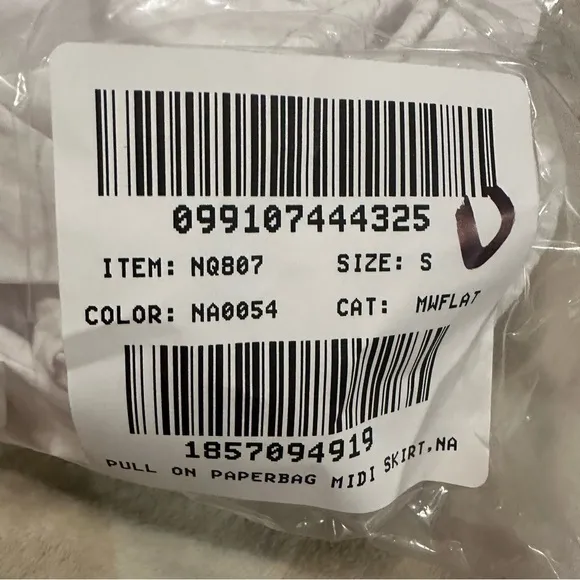 099107444325
ITEM: NQ807 SIZE: S
COLOR: NA0054 CAT: MWFLAT
1857094919
PULL ON PAPERBAG MIDI SKIRT,NA